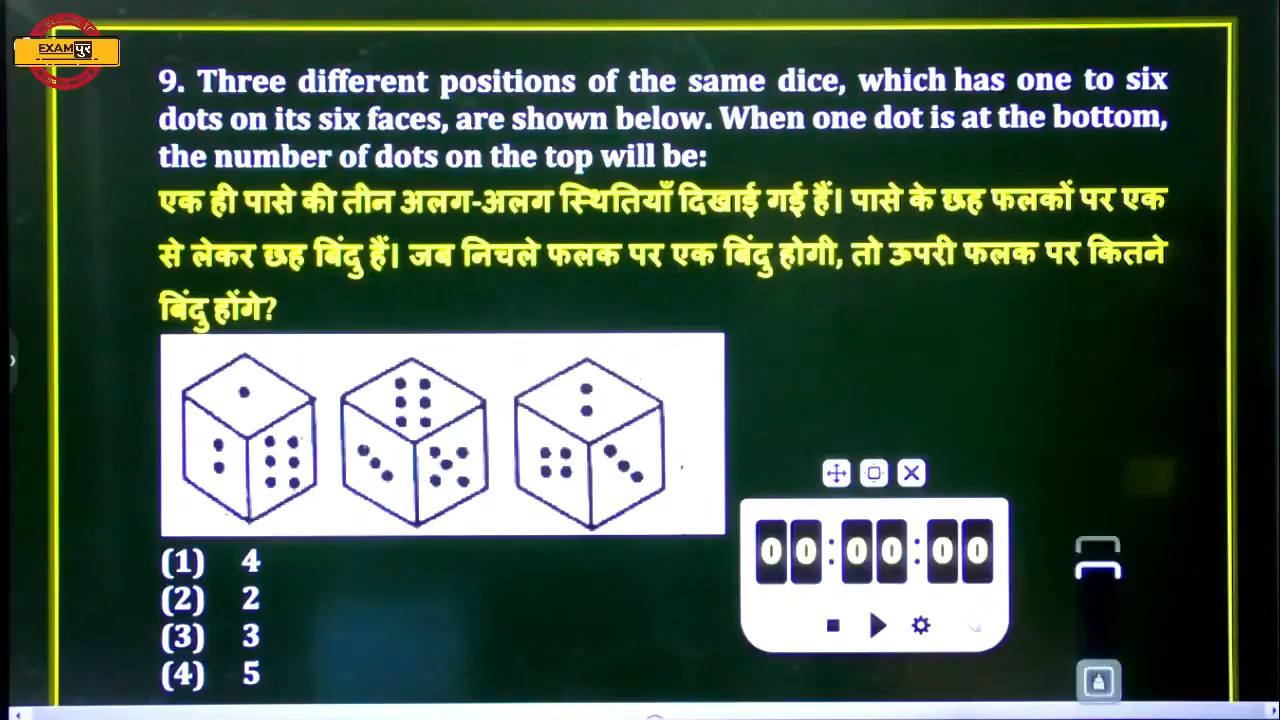 EXAMपुर
9. Three different positions of the same dice, which has one to six
dots on its six faces, are shown below. When one dot is at the bottom,
the number of dots on the top will be:
एक ही पासे की तीन अलग-अलग स्थितियाँ दिखाई गई हैं। पासे के छह फलकों पर एक
से लेकर छह बिंदु हैं। जब निचले फलक पर एक बिंदु होगी, तो ऊपरी फलक पर कितने
बिंदु होंगे?
(1) 4
(2) 2
(3) 3
(4) 5
00:00:00